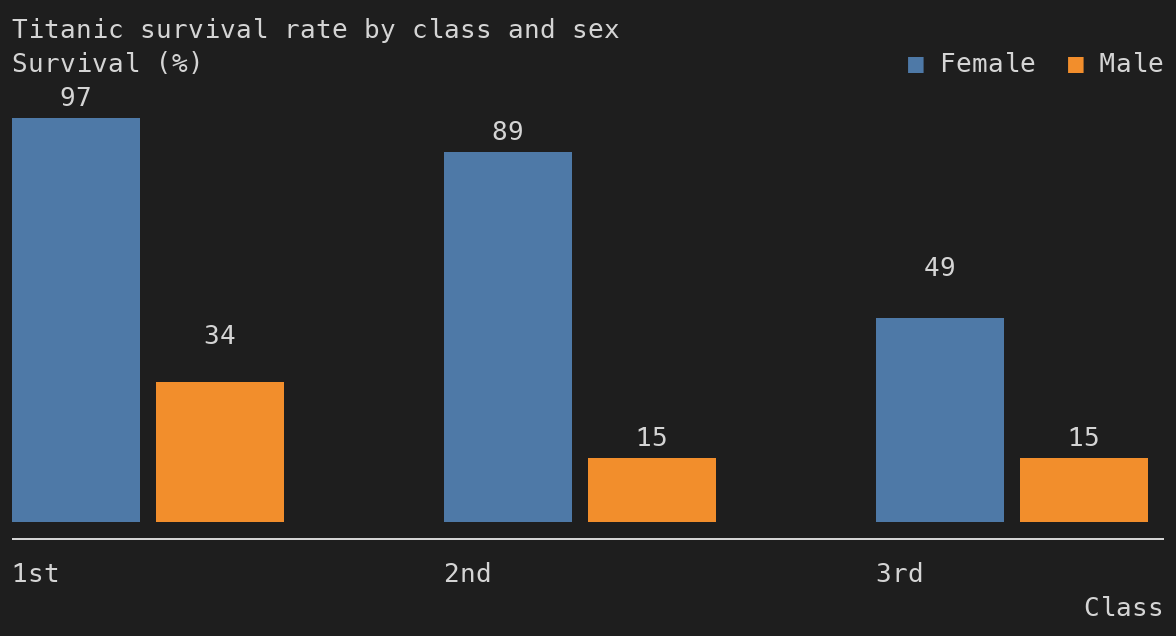 Titanic survival rate by class and sex
Survival (%) ■ Female ■ Male
97
89
49
34
15 15
1st 2nd 3rd
Class